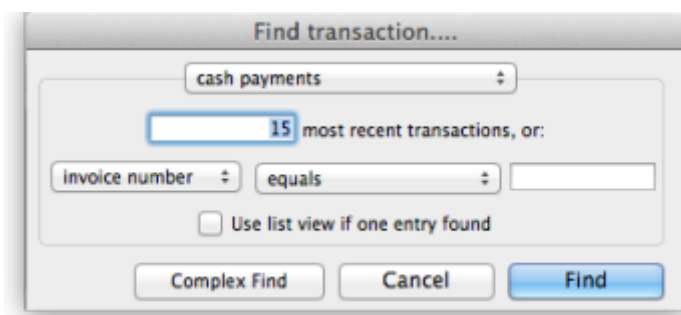 Find transaction....
cash payments
15 most recent transactions, or:
invoice number equals
Use list view if one entry found
Complex Find Cancel Find